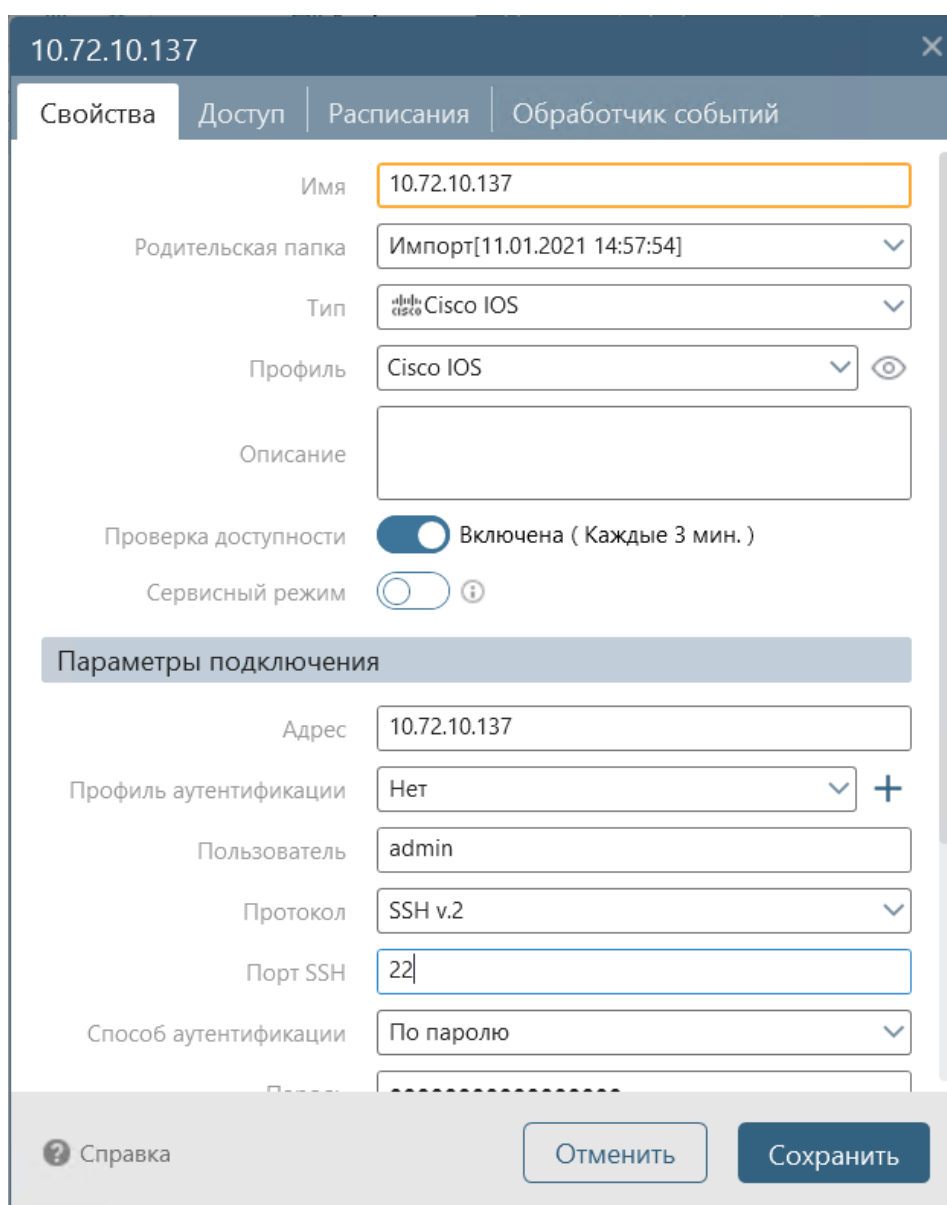 10.72.10.137
Свойства Доступ Расписания Обработчик событий
Имя 10.72.10.137
Родительская папка Импорт[11.01.2021 14:57:54]
Тип cisco Cisco IOS
Профиль Cisco IOS
Описание
Проверка доступности Включена ( Каждые 3 мин. )
Сервисный режим
Параметры подключения
Адрес 10.72.10.137
Профиль аутентификации Нет
Пользователь admin
Протокол SSH v.2
Порт SSH 22
Способ аутентификации По паролю
Справка Отменить Сохранить